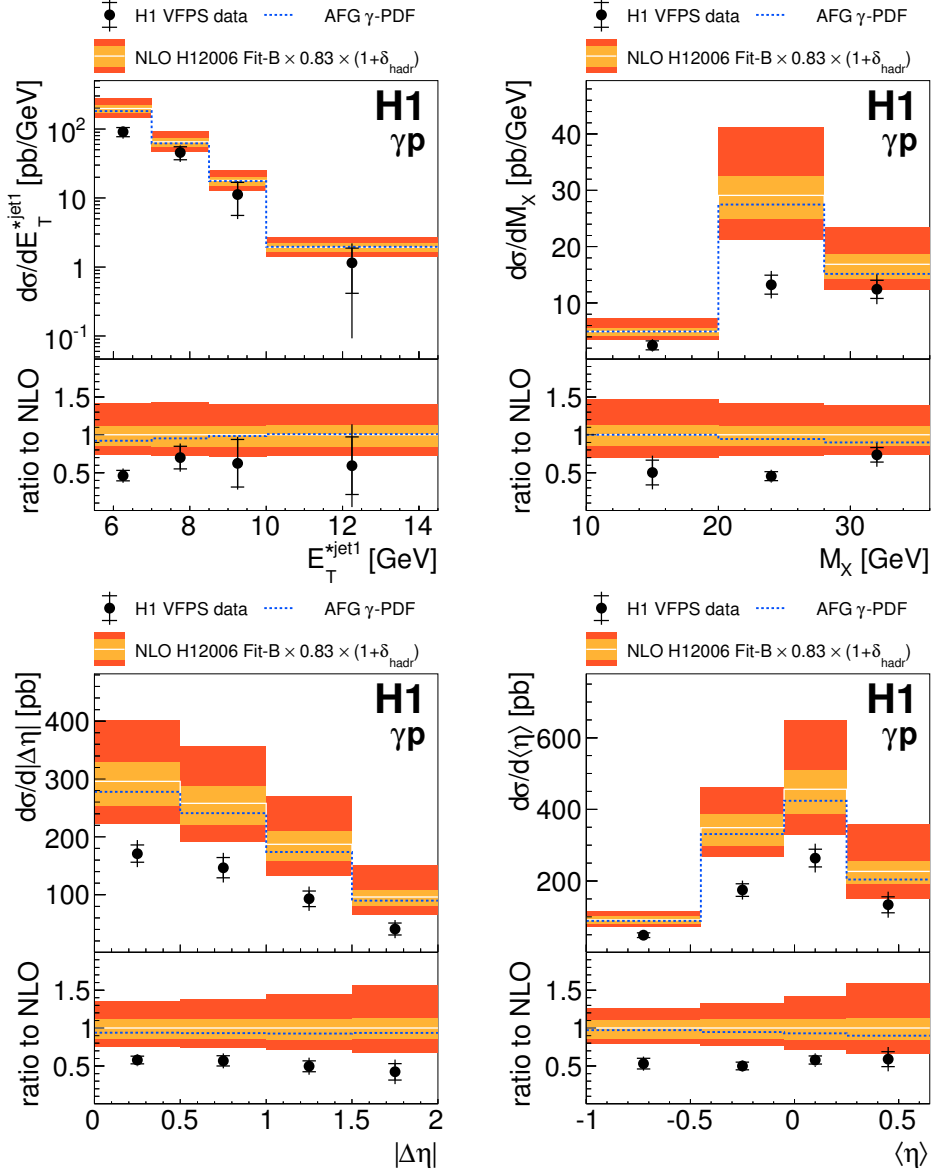 H1 VFPS data AFG γ-PDF
NLO H12006 Fit-B × 0.83 × (1+δhadr)
H1
γp
dσ/dE_T^*jet1 [pb/GeV]
10²
10
1
10⁻¹
ratio to NLO
1.5
1
0.5
6 8 10 12 14
E_T^*jet1 [GeV]
H1 VFPS data AFG γ-PDF
NLO H12006 Fit-B × 0.83 × (1+δhadr)
H1
γp
dσ/dM_X [pb/GeV]
40
30
20
10
ratio to NLO
1.5
1
0.5
10 20 30
M_X [GeV]
H1 VFPS data AFG γ-PDF
NLO H12006 Fit-B × 0.83 × (1+δhadr)
H1
γp
dσ/d|Δη| [pb]
400
300
200
100
ratio to NLO
1.5
1
0.5
0 0.5 1 1.5 2
|Δη|
H1 VFPS data AFG γ-PDF
NLO H12006 Fit-B × 0.83 × (1+δhadr)
H1
γp
dσ/d⟨η⟩ [pb]
600
400
200
ratio to NLO
1.5
1
0.5
-1 -0.5 0 0.5
⟨η⟩